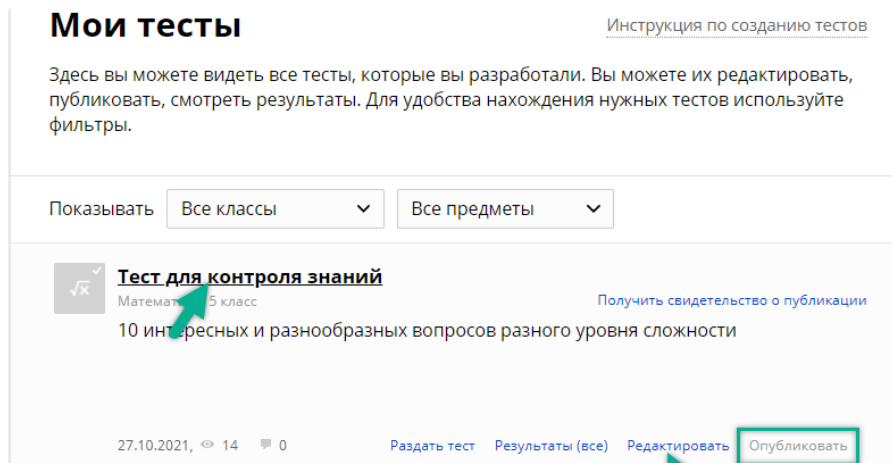 Мои тесты
Инструкция по созданию тестов
Здесь вы можете видеть все тесты, которые вы разработали. Вы можете их редактировать,
публиковать, смотреть результаты. Для удобства нахождения нужных тестов используйте
фильтры.
Показывать Все классы Все предметы
√x
Тест для контроля знаний
5 класс
Получить свидетельство о публикации
10 интересных и разнообразных вопросов разного уровня сложности
27.10.2021, 14 0 Раздать тест Результаты (все) Редактировать Опубликовать